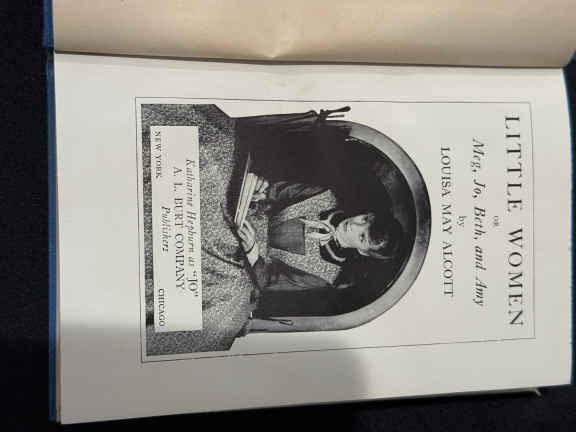 LITTLE WOMEN
OR
Meg, Jo, Beth, and Amy
by
LOUISA MAY ALCOTT
Katharine Hepburn as "JO"
A. L. BURT COMPANY
Publishers
NEW YORK CHICAGO